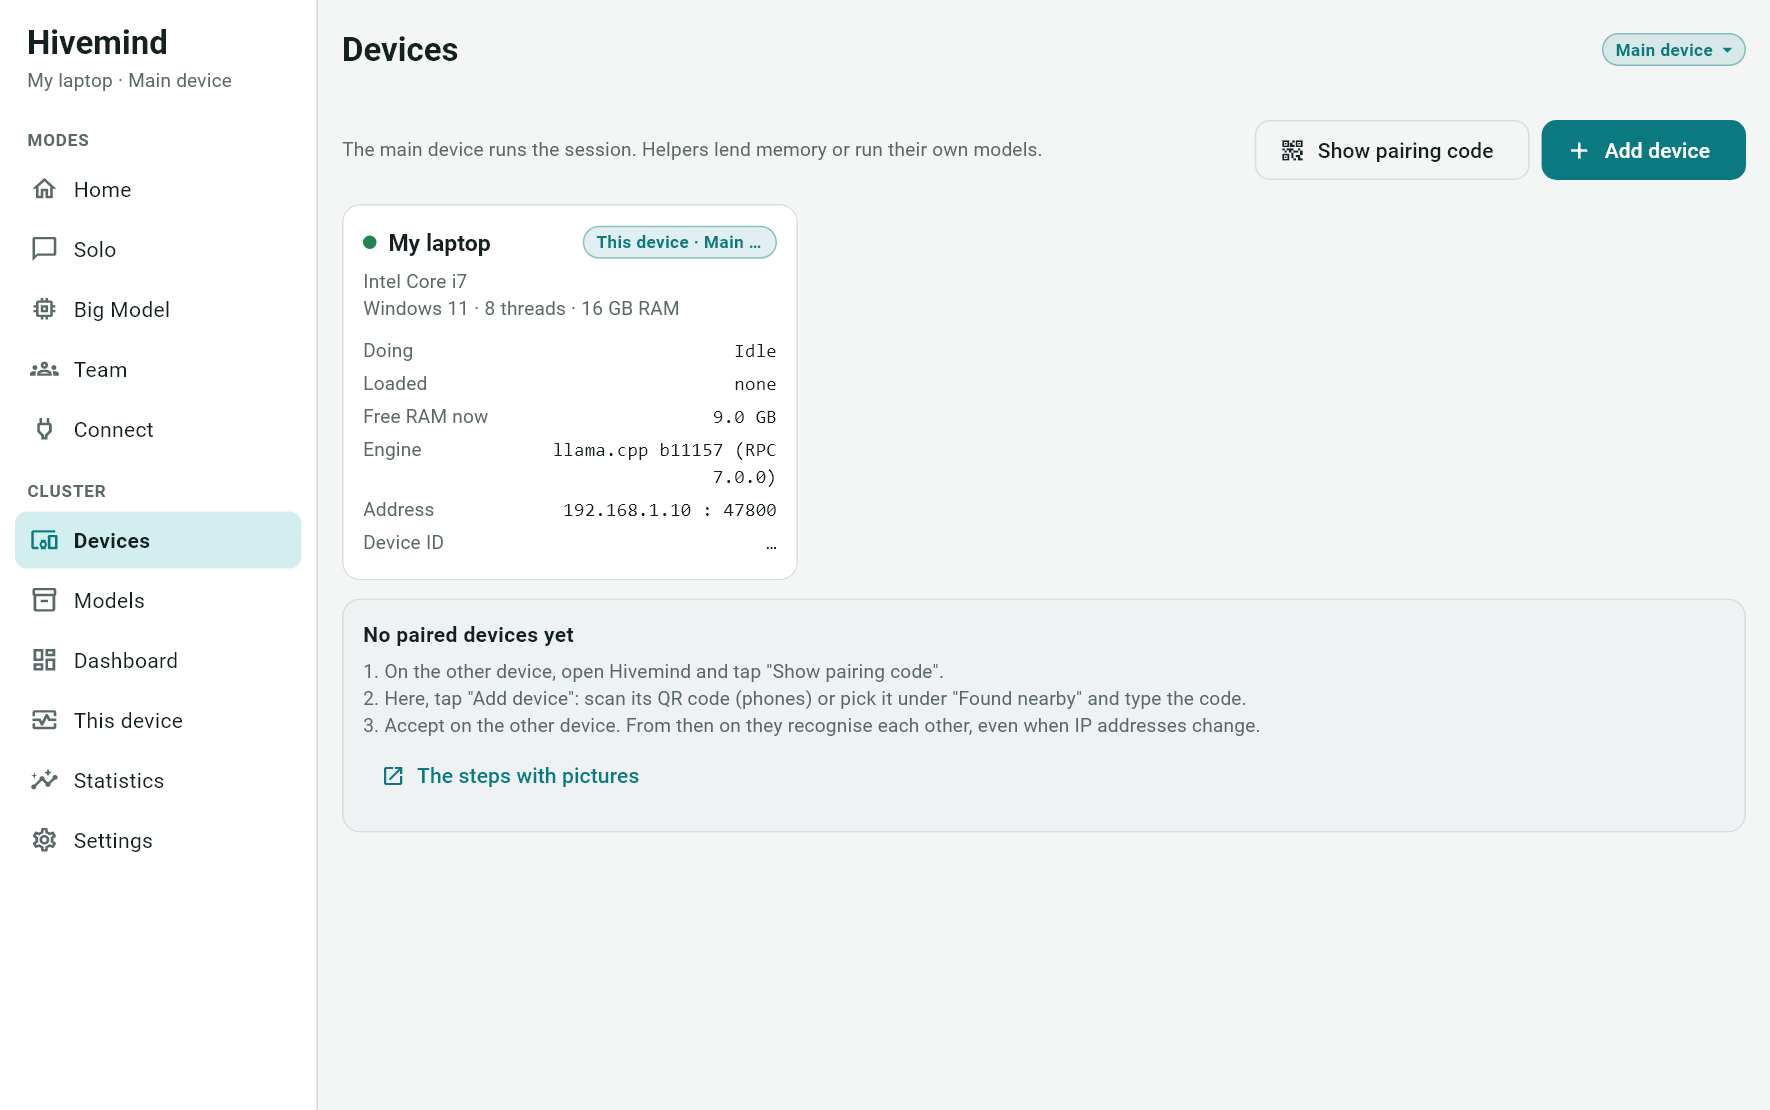 Hivemind
My laptop · Main device
MODES
Home
Solo
Big Model
Team
Connect
CLUSTER
Devices
Models
Dashboard
This device
Statistics
Settings
Devices
Main device
The main device runs the session. Helpers lend memory or run their own models.
Show pairing code
Add device
My laptop
This device · Main ...
Intel Core i7
Windows 11 · 8 threads · 16 GB RAM
Doing Idle
Loaded none
Free RAM now 9.0 GB
Engine llama.cpp b11157 (RPC
7.0.0)
Address 192.168.1.10 : 47800
Device ID …
No paired devices yet
1. On the other device, open Hivemind and tap "Show pairing code".
2. Here, tap "Add device": scan its QR code (phones) or pick it under "Found nearby" and type the code.
3. Accept on the other device. From then on they recognise each other, even when IP addresses change.
The steps with pictures